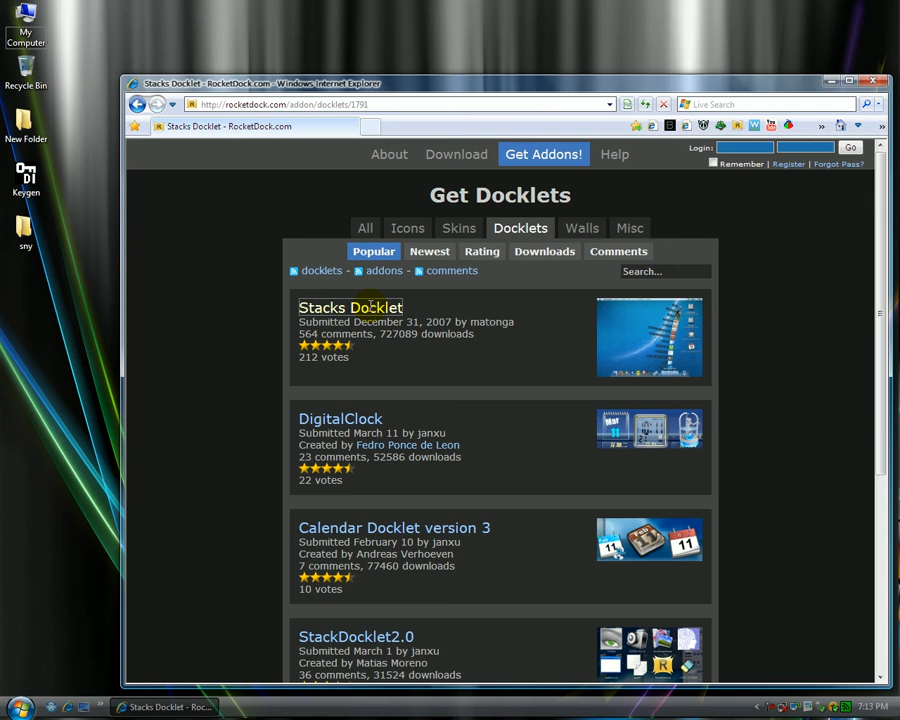 My
Computer
Recycle Bin
New Folder
Keygen
sny
Stacks Docklet - RocketDock.com - Windows Internet Explorer
http://rocketdock.com/addon/docklets/1791
Live Search
Stacks Docklet - RocketDock.com
About
Download
Get Addons!
Help
Login:
Go
Remember | Register | Forgot Pass?
Get Docklets
All
Icons
Skins
Docklets
Walls
Misc
Popular
Newest
Rating
Downloads
Comments
docklets - addons - comments
Search...
Stacks Docklet
Submitted December 31, 2007 by matonga
564 comments, 727089 downloads
212 votes
DigitalClock
Submitted March 11 by janxu
Created by Fedro Ponce de Leon
23 comments, 52586 downloads
22 votes
Mar
11
Calendar Docklet version 3
Submitted February 10 by janxu
Created by Andreas Verhoeven
7 comments, 77460 downloads
10 votes
11
11
StackDocklet2.0
Submitted March 1 by janxu
Created by Matias Moreno
36 comments, 31524 downloads
Stacks Docklet - Roc...
7:13 PM